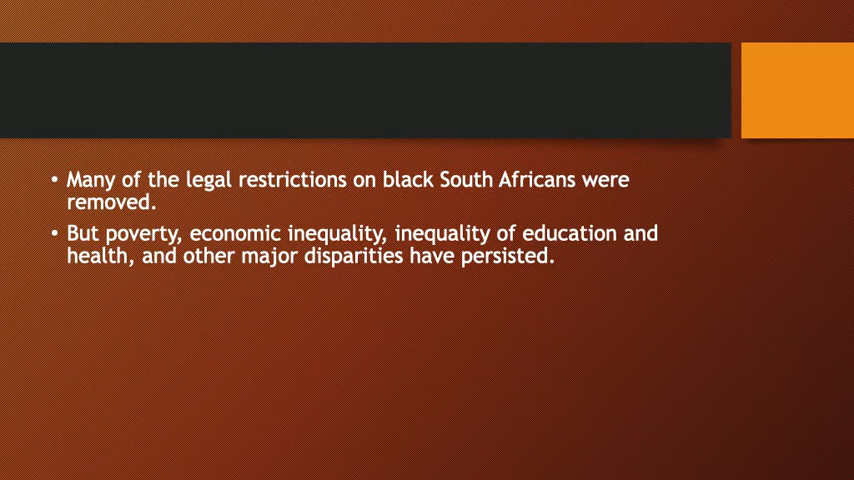 • Many of the legal restrictions on black South Africans were
removed.
• But poverty, economic inequality, inequality of education and
health, and other major disparities have persisted.